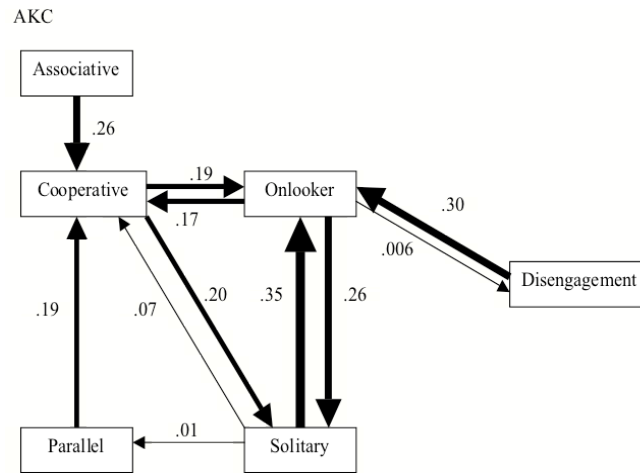 AKC
Associative
.26
Cooperative
.19
Onlooker
.17
.30
.006
Disengagement
.19
.07
.20
.35
.26
Parallel
.01
Solitary